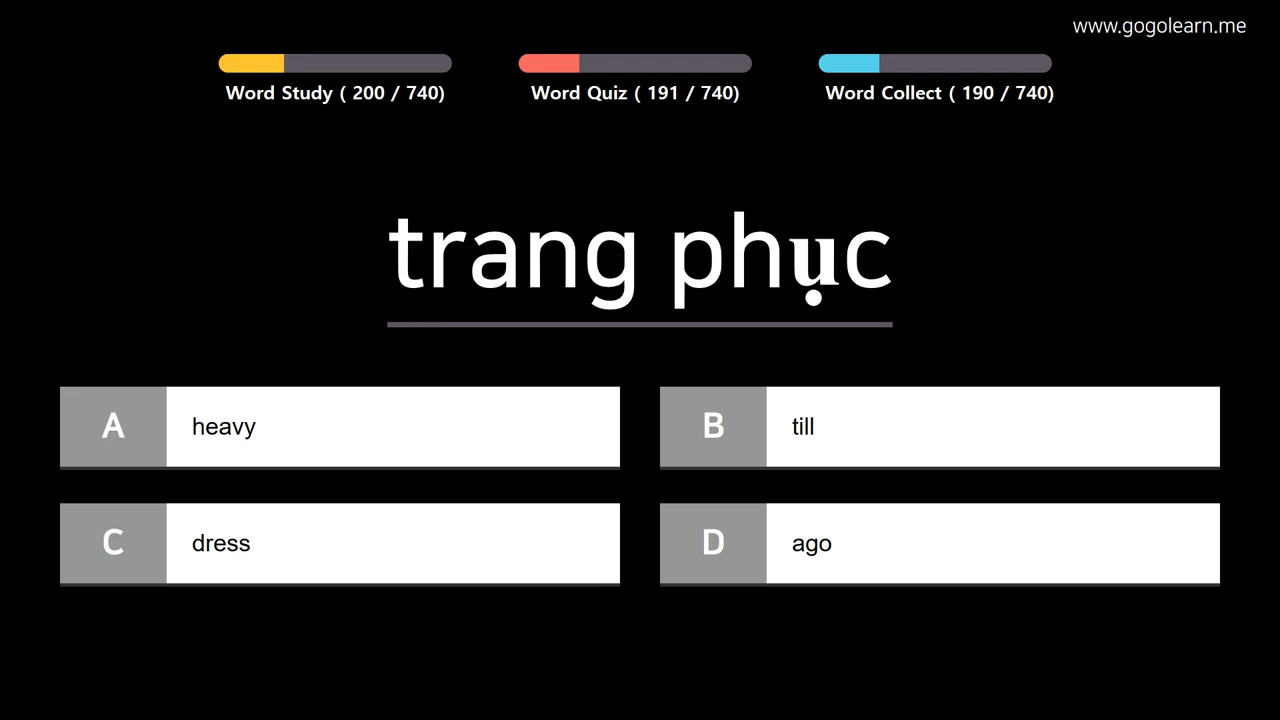 www.gogolearn.me
Word Study ( 200 / 740)
Word Quiz ( 191 / 740)
Word Collect ( 190 / 740)
trang phục
A heavy
B till
C dress
D ago